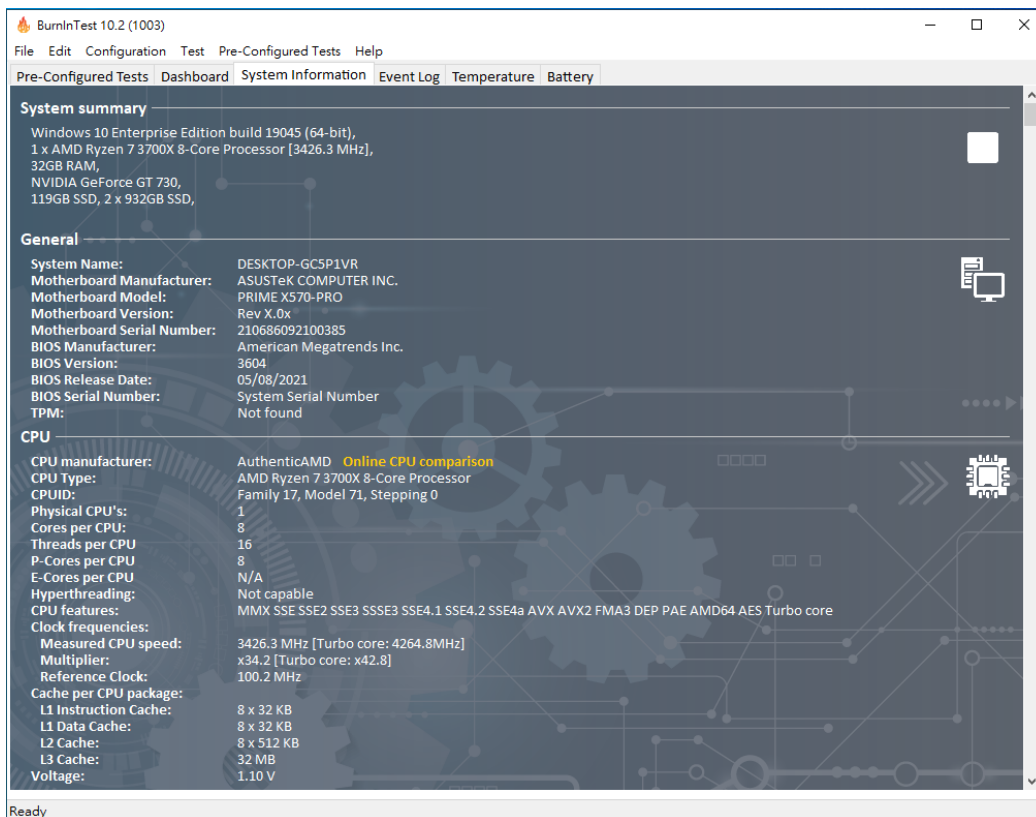 BurnInTest 10.2 (1003)
File Edit Configuration Test Pre-Configured Tests Help
Pre-Configured Tests Dashboard System Information Event Log Temperature Battery
System summary
Windows 10 Enterprise Edition build 19045 (64-bit),
1 x AMD Ryzen 7 3700X 8-Core Processor [3426.3 MHz],
32GB RAM,
NVIDIA GeForce GT 730,
119GB SSD, 2 x 932GB SSD,
General
System Name: DESKTOP-GC5P1VR
Motherboard Manufacturer: ASUSTeK COMPUTER INC.
Motherboard Model: PRIME X570-PRO
Motherboard Version: Rev X.0x
Motherboard Serial Number: 210686092100385
BIOS Manufacturer: American Megatrends Inc.
BIOS Version: 3604
BIOS Release Date: 05/08/2021
BIOS Serial Number: System Serial Number
TPM: Not found
CPU
CPU manufacturer: AuthenticAMD Online CPU comparison
CPU Type: AMD Ryzen 7 3700X 8-Core Processor
CPUID: Family 17, Model 71, Stepping 0
Physical CPU's: 1
Cores per CPU: 8
Threads per CPU 16
P-Cores per CPU 8
E-Cores per CPU N/A
Hyperthreading: Not capable
CPU features: MMX SSE SSE2 SSE3 SSSE3 SSE4.1 SSE4.2 SSE4a AVX AVX2 FMA3 DEP PAE AMD64 AES Turbo core
Clock frequencies:
Measured CPU speed: 3426.3 MHz [Turbo core: 4264.8MHz]
Multiplier: x34.2 [Turbo core: x42.8]
Reference Clock: 100.2 MHz
Cache per CPU package:
L1 Instruction Cache: 8 x 32 KB
L1 Data Cache: 8 x 32 KB
L2 Cache: 8 x 512 KB
L3 Cache: 32 MB
Voltage: 1.10 V
Ready